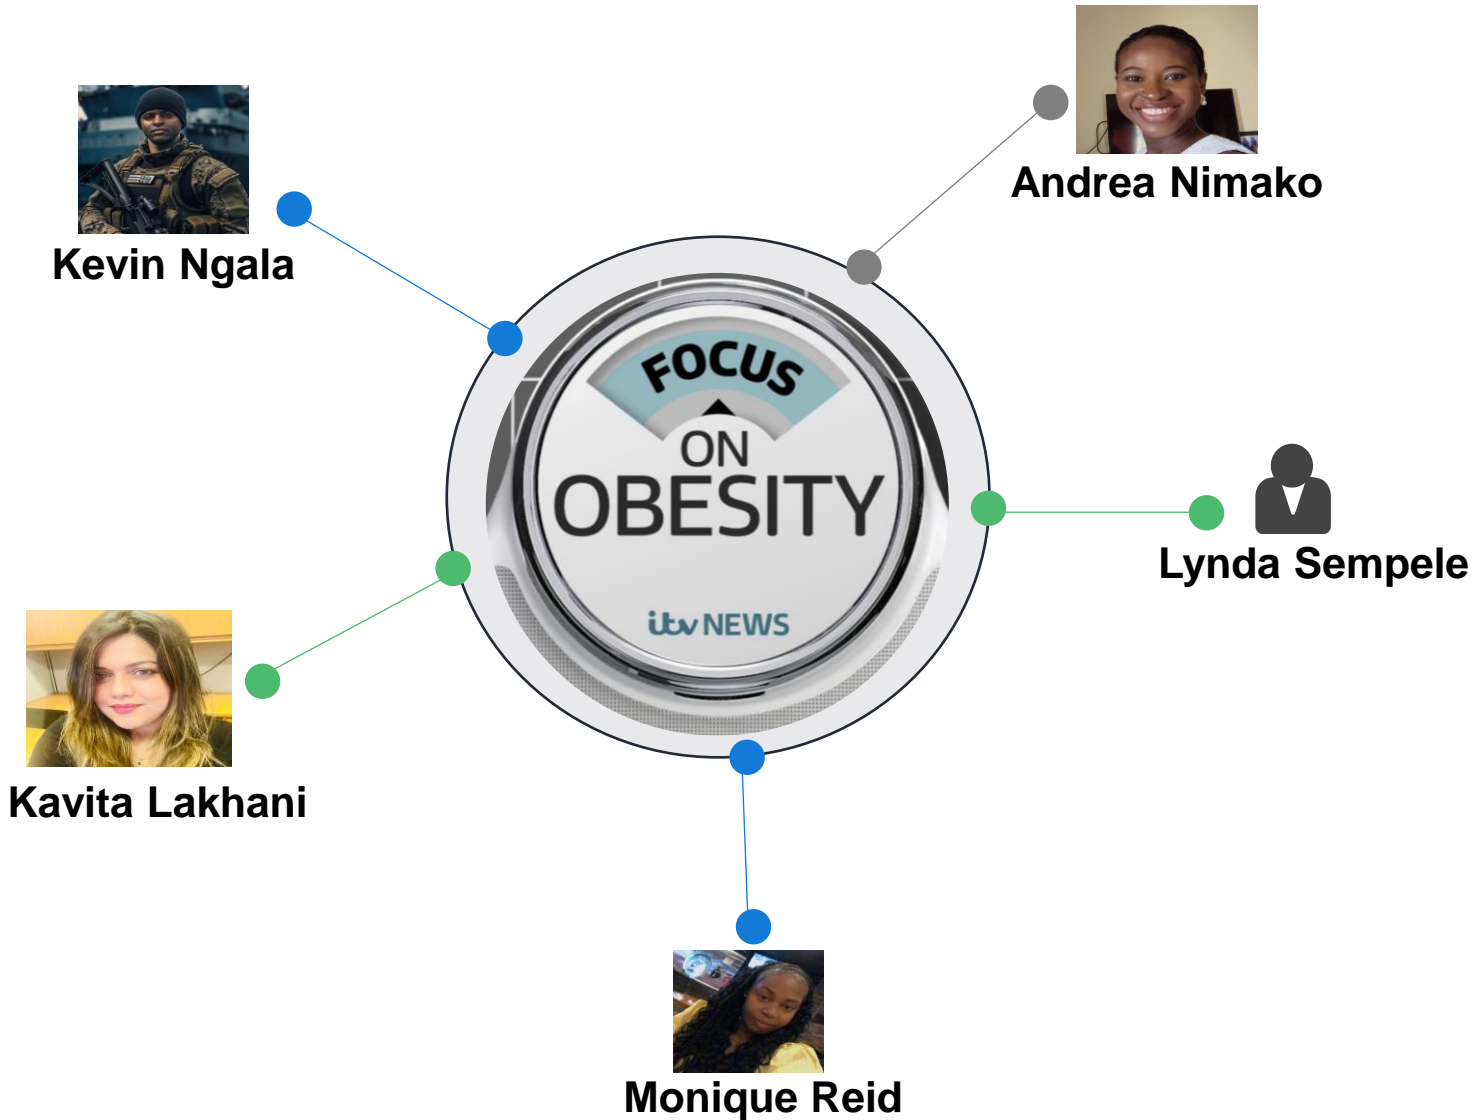 Andrea Nimako
Kevin Ngala
FOCUS
ON
OBESITY
itv NEWS
Lynda Sempele
Kavita Lakhani
Monique Reid